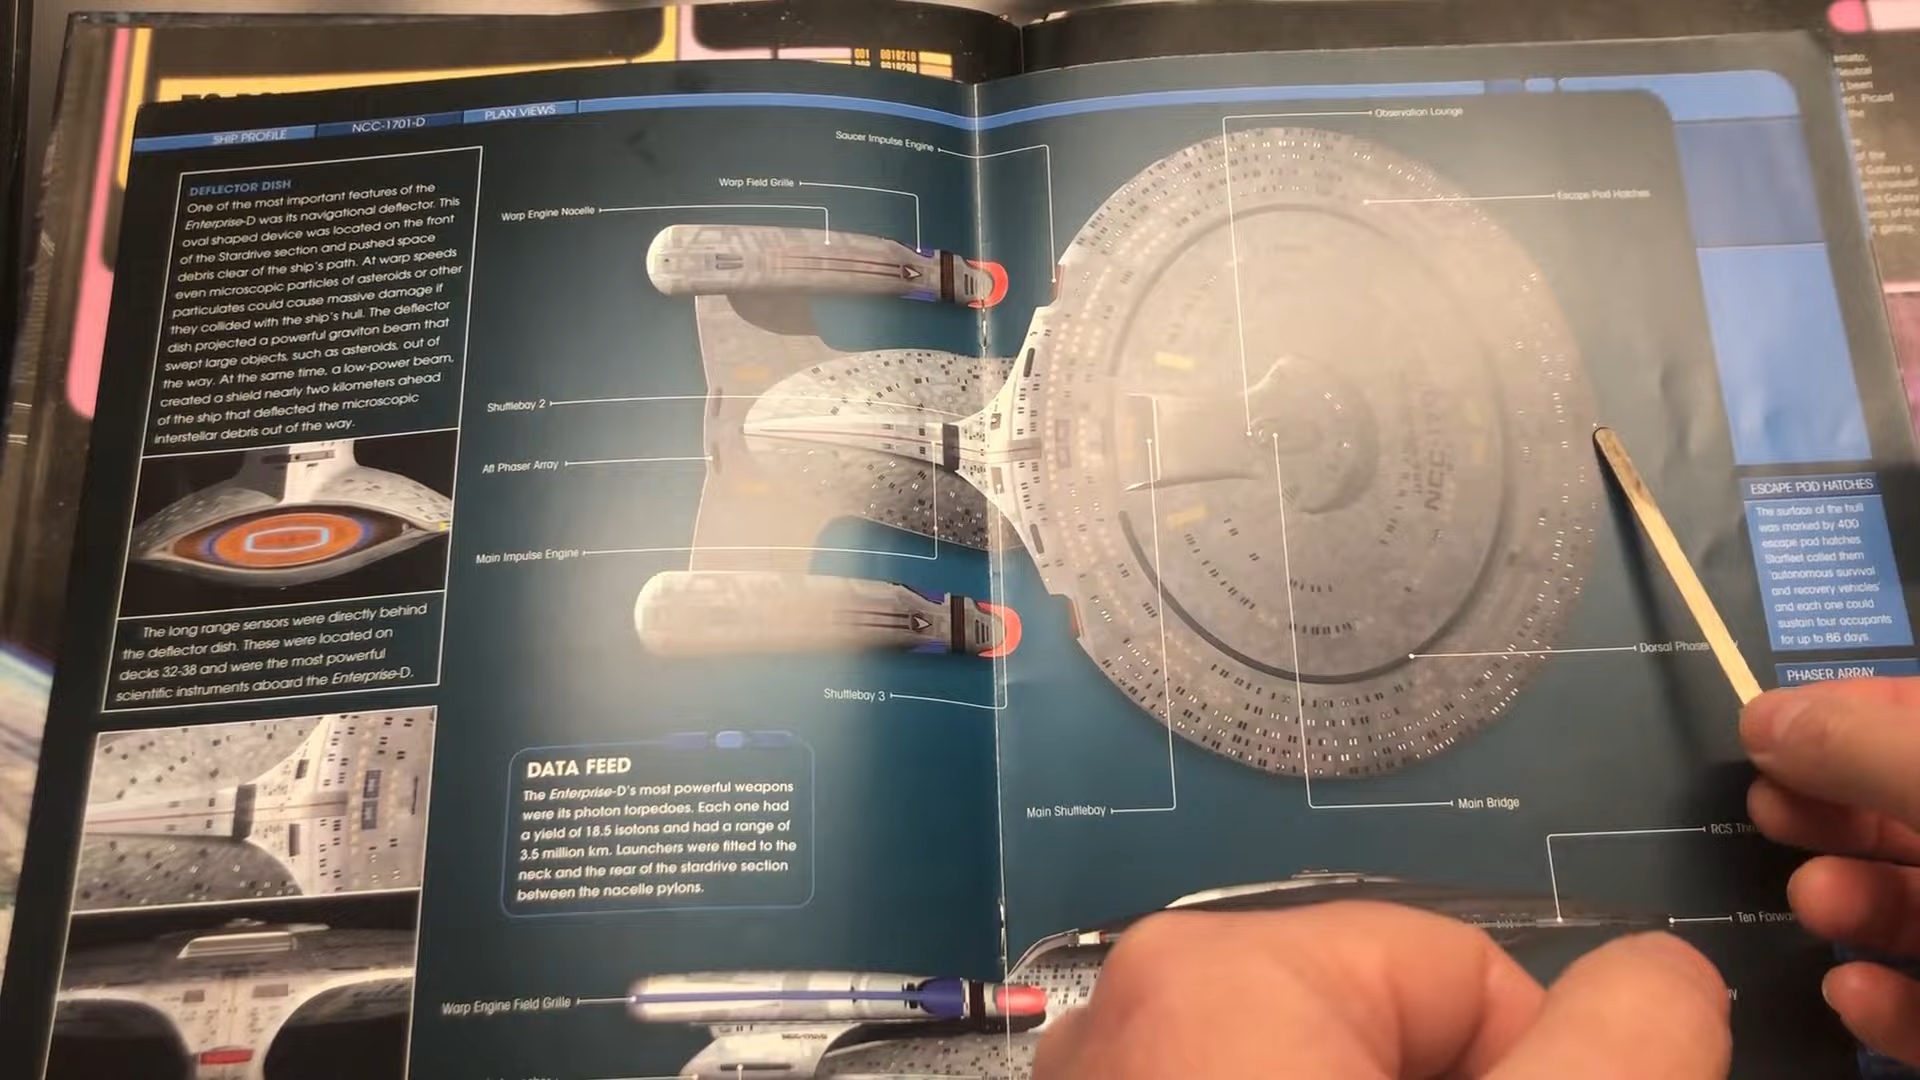 001 0010210
SHIP PROFILE
NCC-1701-D
PLAN VIEWS
DEFLECTOR DISH
One of the most important features of the
Enterprise-D was its navigational deflector. This
oval shaped device was located on the front
of the Stardrive section and pushed space
debris clear of the ship's path. At warp speeds
even microscopic particles of asteroids or other
particulates could cause massive damage if
they collided with the ship's hull. The deflector
dish projected a powerful graviton beam that
swept large objects, such as asteroids, out of
the way. At the same time, a low-power beam,
created a shield nearly two kilometers ahead
of the ship that deflected the microscopic
interstellar debris out of the way.
The long range sensors were directly behind
the deflector dish. These were located on
decks 32-38 and were the most powerful
scientific instruments aboard the Enterprise-D.
Saucer Impulse Engine
Warp Field Grille
Warp Engine Nacelle
Shuttlebay 2
Aft Phaser Array
Main Impulse Engine
Shuttlebay 3
DATA FEED
The Enterprise-D's most powerful weapons
were its photon torpedoes. Each one had
a yield of 18.5 isotons and had a range of
3.5 million km. Launchers were fitted to the
neck and the rear of the stardrive section
between the nacelle pylons.
Warp Engine Field Grille
Observation Lounge
Escape Pod Hatches
Dorsal Phaser
Main Shuttlebay
Main Bridge
RCS
Ten
ESCAPE POD HATCHES
The surface of the hull
was marked by 400
escape pod hatches
Starfleet called them
'autonomous survival
and recovery vehicles'
and each one could
sustain four occupants
for up to 86 days.
PHASER ARRAY
Picard
Galaxy is